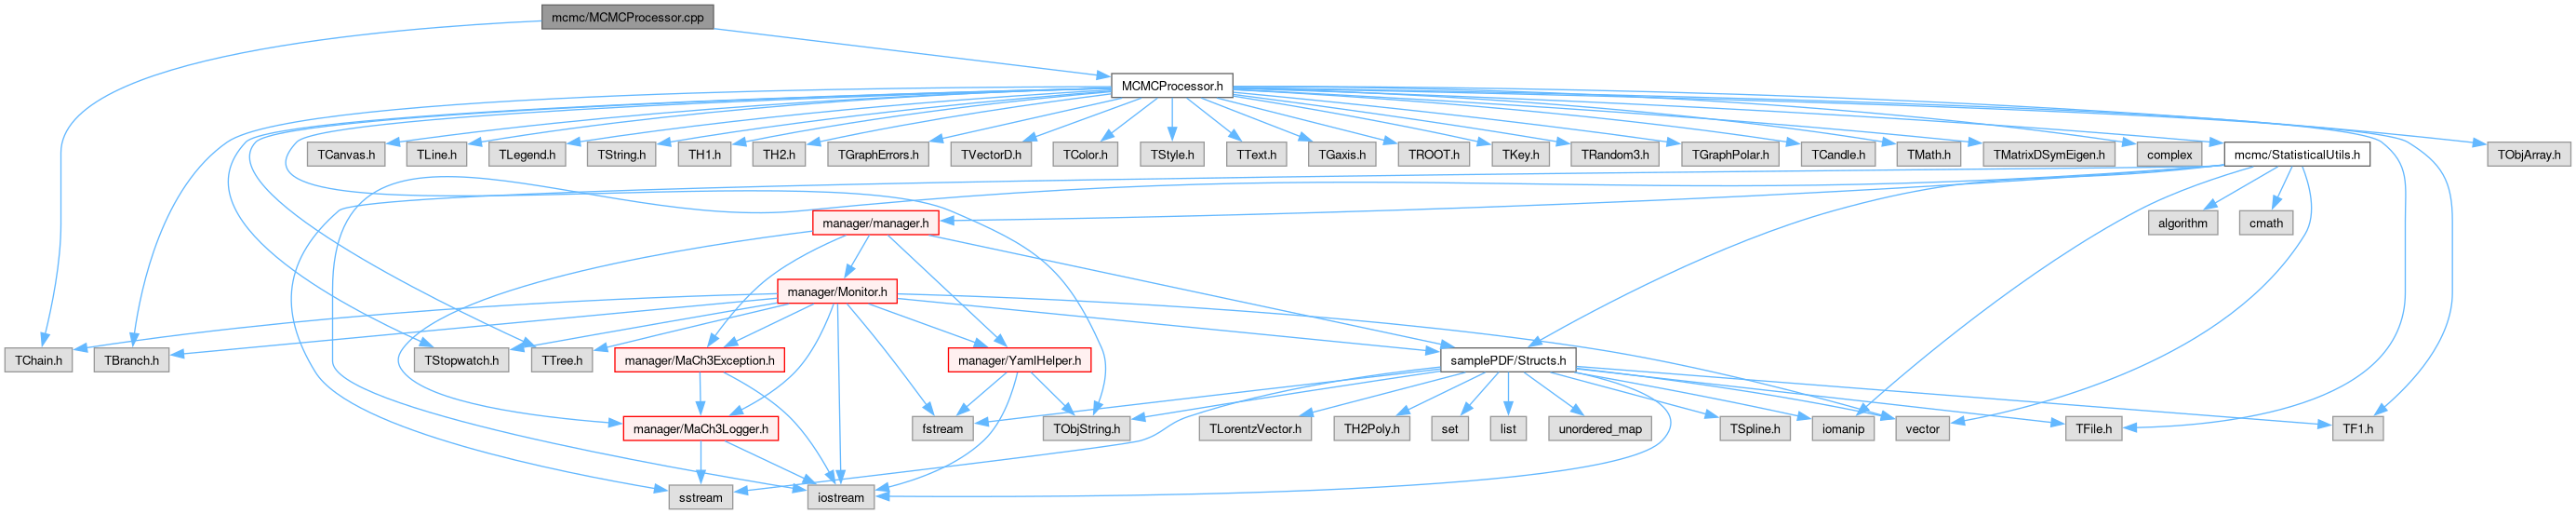 mcmc/MCMCProcessor.cpp
MCMCProcessor.h
TCanvas.h
TLine.h
TLegend.h
TString.h
TH1.h
TH2.h
TGraphErrors.h
TVectorD.h
TColor.h
TStyle.h
TText.h
TGaxis.h
TROOT.h
TKey.h
TRandom3.h
TGraphPolar.h
TCandle.h
TMath.h
TMatrixDSymEigen.h
complex
mcmc/StatisticalUtils.h
TObjArray.h
manager/manager.h
algorithm
cmath
manager/Monitor.h
TChain.h
TBranch.h
TStopwatch.h
TTree.h
manager/MaCh3Exception.h
manager/YamlHelper.h
samplePDF/Structs.h
manager/MaCh3Logger.h
fstream
TObjString.h
TLorentzVector.h
TH2Poly.h
set
list
unordered_map
TSpline.h
iomanip
vector
TFile.h
TF1.h
sstream
iostream